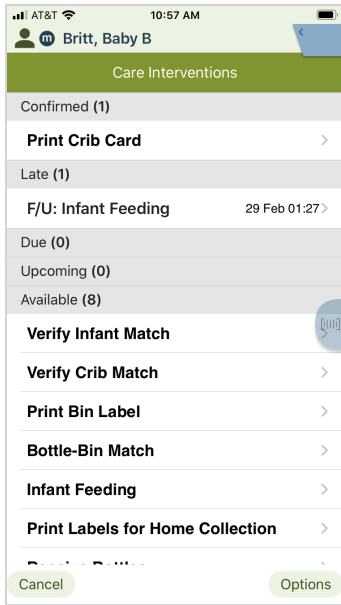 AT&T 10:57 AM
m Britt, Baby B
Care Interventions
Confirmed (1)
Print Crib Card
Late (1)
F/U: Infant Feeding 29 Feb 01:27
Due (0)
Upcoming (0)
Available (8)
Verify Infant Match
Verify Crib Match
Print Bin Label
Bottle-Bin Match
Infant Feeding
Print Labels for Home Collection
Cancel Options